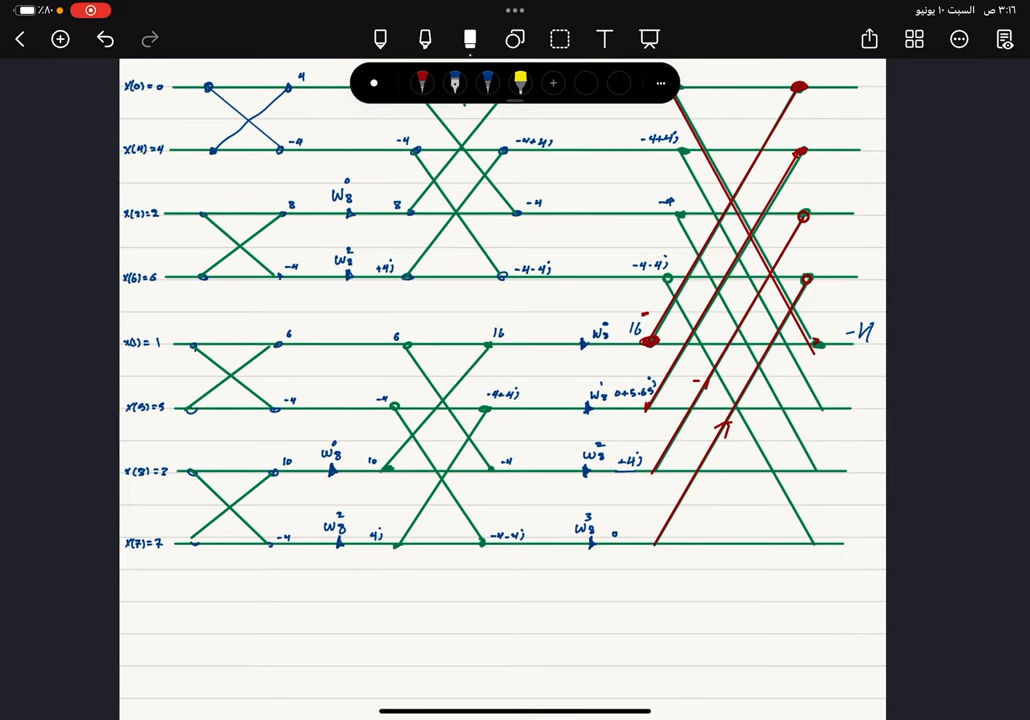 ٪٨٠
٣:١٦ ص السبت ١٠ يونيو
x(0)=0 4
x(4)=4 -4 -4 -4+4j -4+4j
x(2)=2 8 W8^0 8 -4 -4
x(6)=6 -4 W8^2 +4j -4-4j -4-4j
x(1)=1 6 6 16 W8^0 16
x(5)=5 -4 -4 -4+4j W8^1 0+5.65j
x(3)=3 10 W8^0 10 -4 W8^2 +4j
x(7)=7 -4 W8^2 4j -4-4j W8^3 0